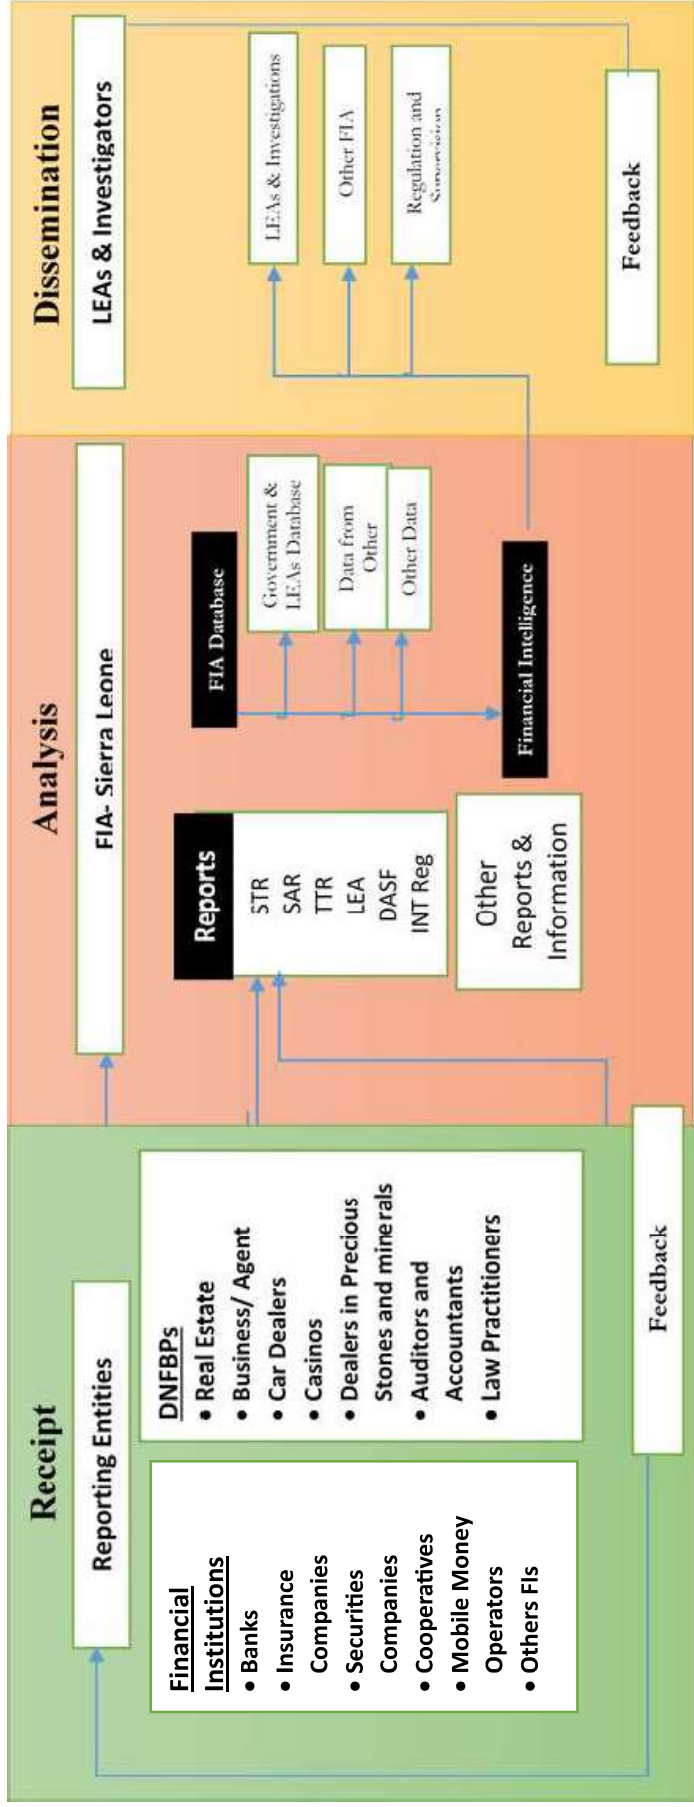 Receipt
Reporting Entities
Financial
Institutions
• Banks
• Insurance
Companies
• Securities
Companies
• Cooperatives
• Mobile Money
Operators
• Others FIs
DNFBPs
• Real Estate
• Business/ Agent
• Car Dealers
• Casinos
• Dealers in Precious
Stones and minerals
• Auditors and
Accountants
• Law Practitioners
Feedback
Analysis
FIA- Sierra Leone
Reports
STR
SAR
TTR
LEA
DASF
INT Reg
Other
Reports &
Information
FIA Database
Government &
LEAs Database
Data from
Other
Other Data
Financial Intelligence
Dissemination
LEAs & Investigators
LEAs & Investigations
Other FIA
Regulation and
Supervision
Feedback